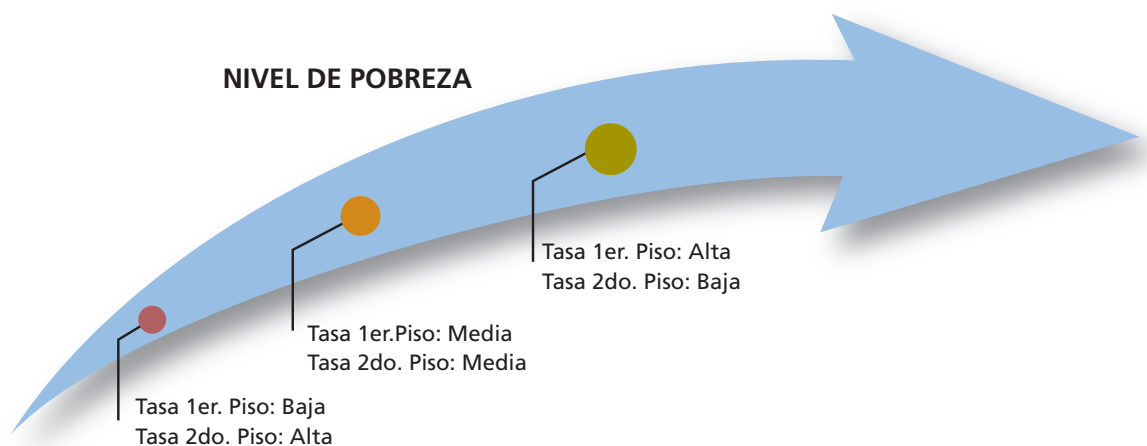 NIVEL DE POBREZA
Tasa 1er. Piso: Alta
Tasa 2do. Piso: Baja
Tasa 1er.Piso: Media
Tasa 2do. Piso: Media
Tasa 1er. Piso: Baja
Tasa 2do. Piso: Alta